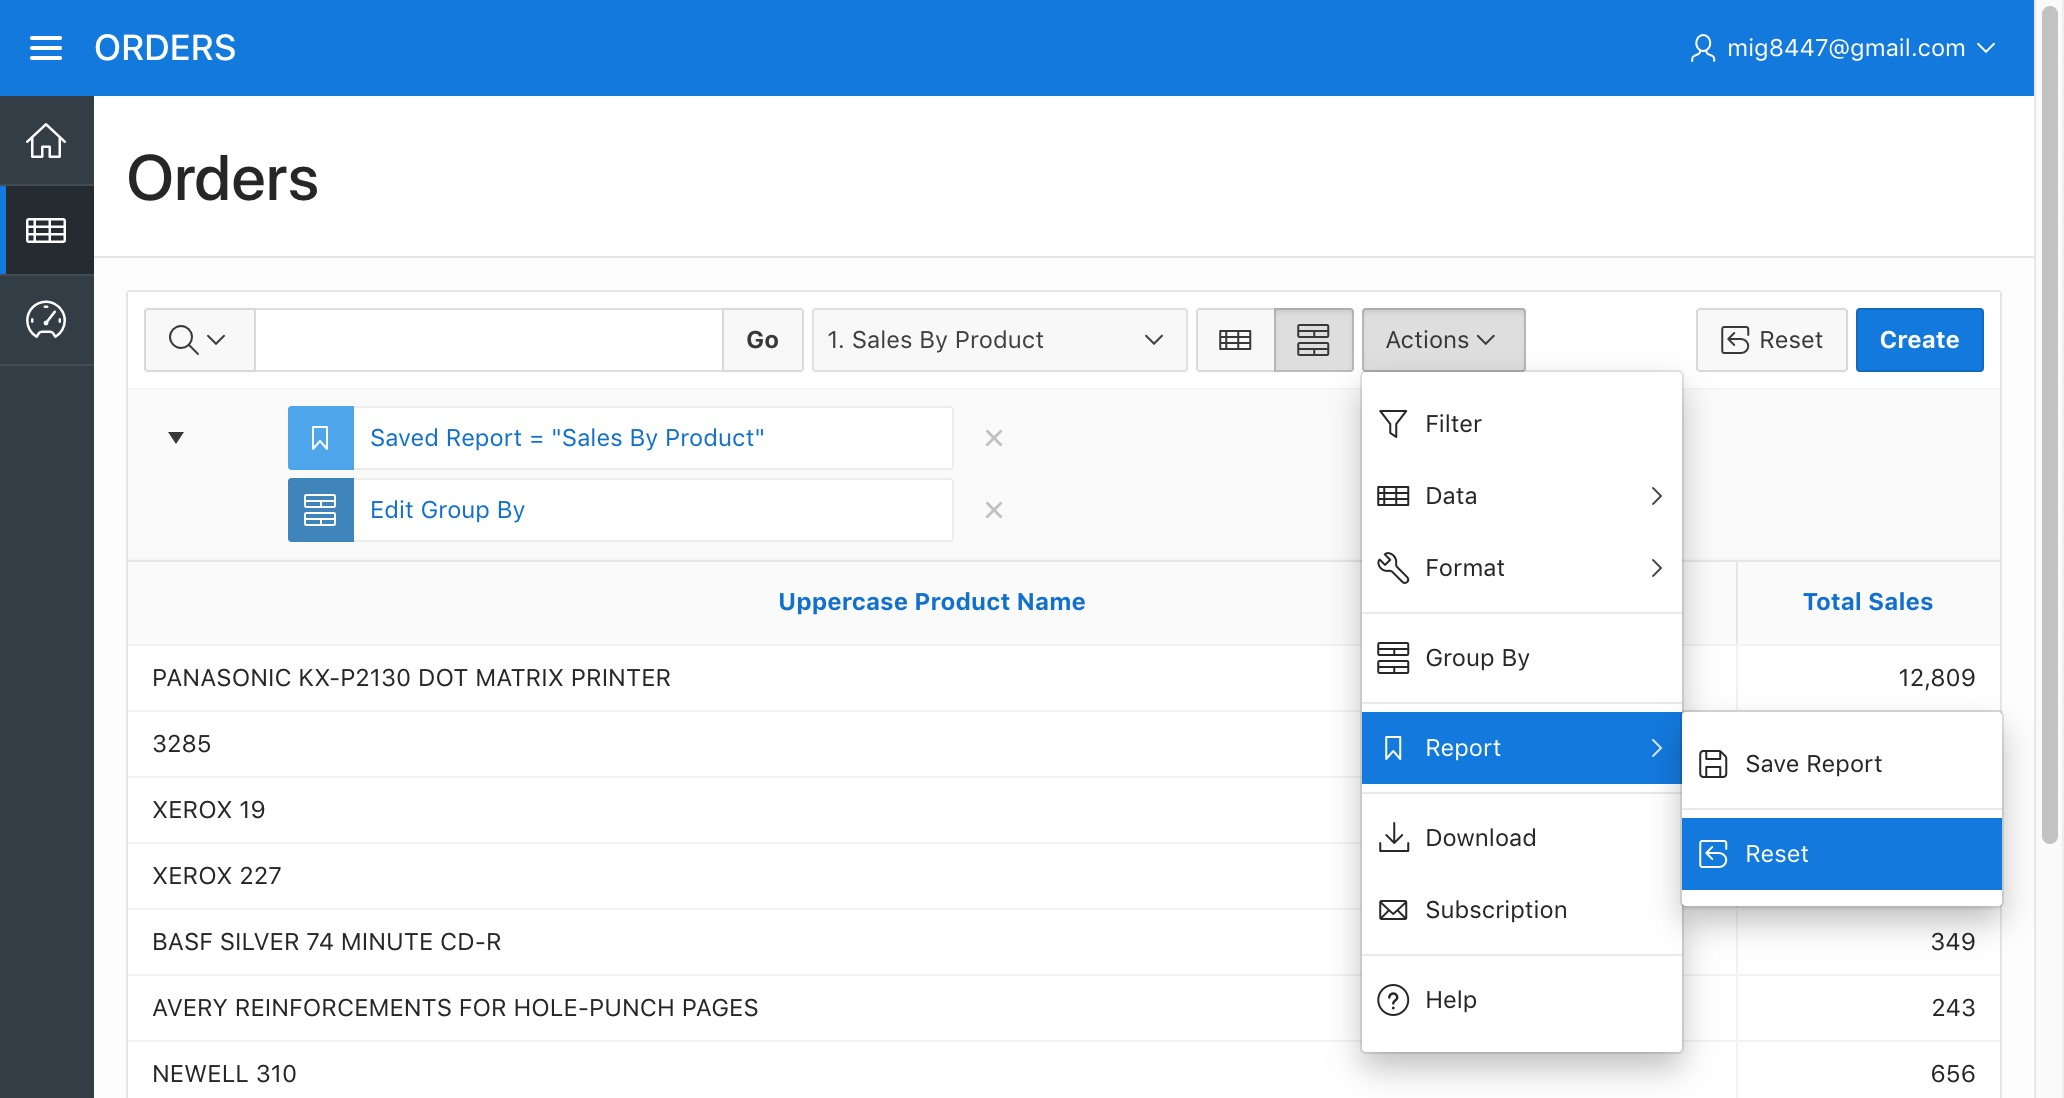 ORDERS
mig8447@gmail.com
Orders
Go
1. Sales By Product
Actions
Reset
Create
Saved Report = "Sales By Product"
Edit Group By
Filter
Data
Format
Group By
Report
Download
Subscription
Help
Save Report
Reset
Uppercase Product Name
Total Sales
PANASONIC KX-P2130 DOT MATRIX PRINTER
12,809
3285
XEROX 19
XEROX 227
BASF SILVER 74 MINUTE CD-R
349
AVERY REINFORCEMENTS FOR HOLE-PUNCH PAGES
243
NEWELL 310
656